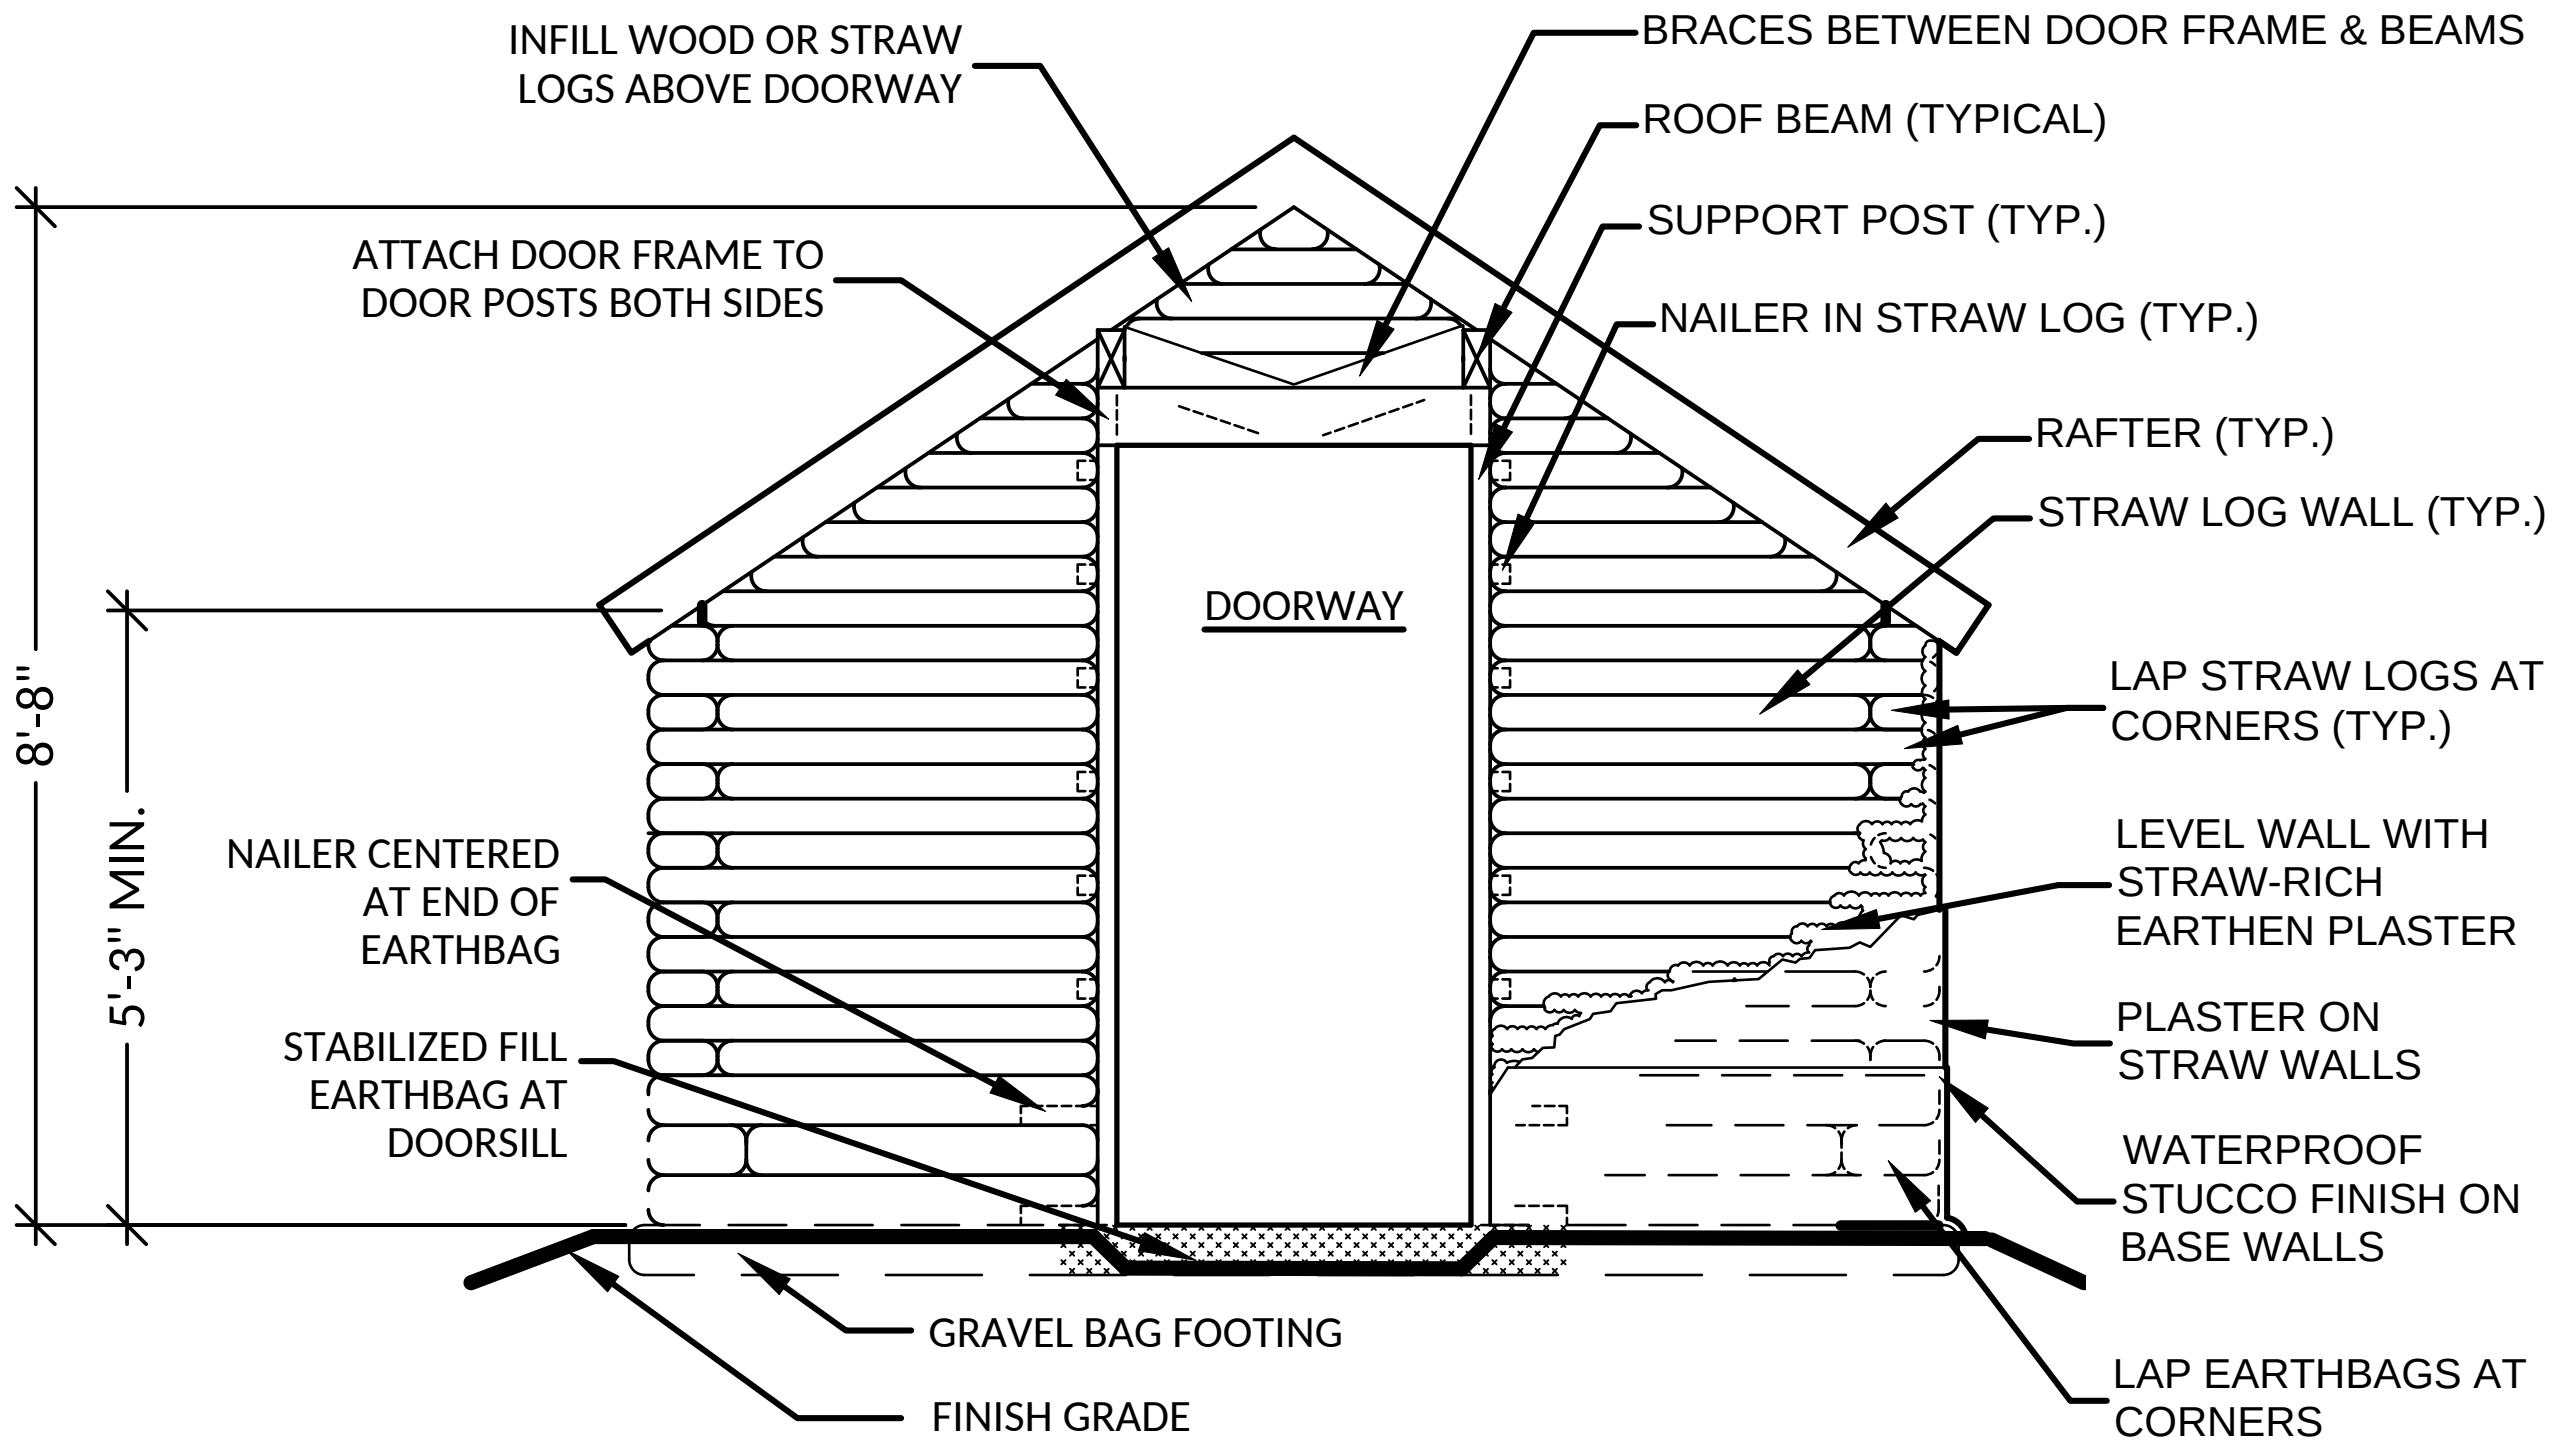 INFILL WOOD OR STRAW
LOGS ABOVE DOORWAY
BRACES BETWEEN DOOR FRAME & BEAMS
ROOF BEAM (TYPICAL)
SUPPORT POST (TYP.)
ATTACH DOOR FRAME TO
DOOR POSTS BOTH SIDES
NAILER IN STRAW LOG (TYP.)
RAFTER (TYP.)
STRAW LOG WALL (TYP.)
DOORWAY
8'-8"
5'-3" MIN.
LAP STRAW LOGS AT
CORNERS (TYP.)
NAILER CENTERED
AT END OF
EARTHBAG
LEVEL WALL WITH
STRAW-RICH
EARTHEN PLASTER
STABILIZED FILL
EARTHBAG AT
DOORSILL
PLASTER ON
STRAW WALLS
WATERPROOF
STUCCO FINISH ON
BASE WALLS
GRAVEL BAG FOOTING
FINISH GRADE
LAP EARTHBAGS AT
CORNERS